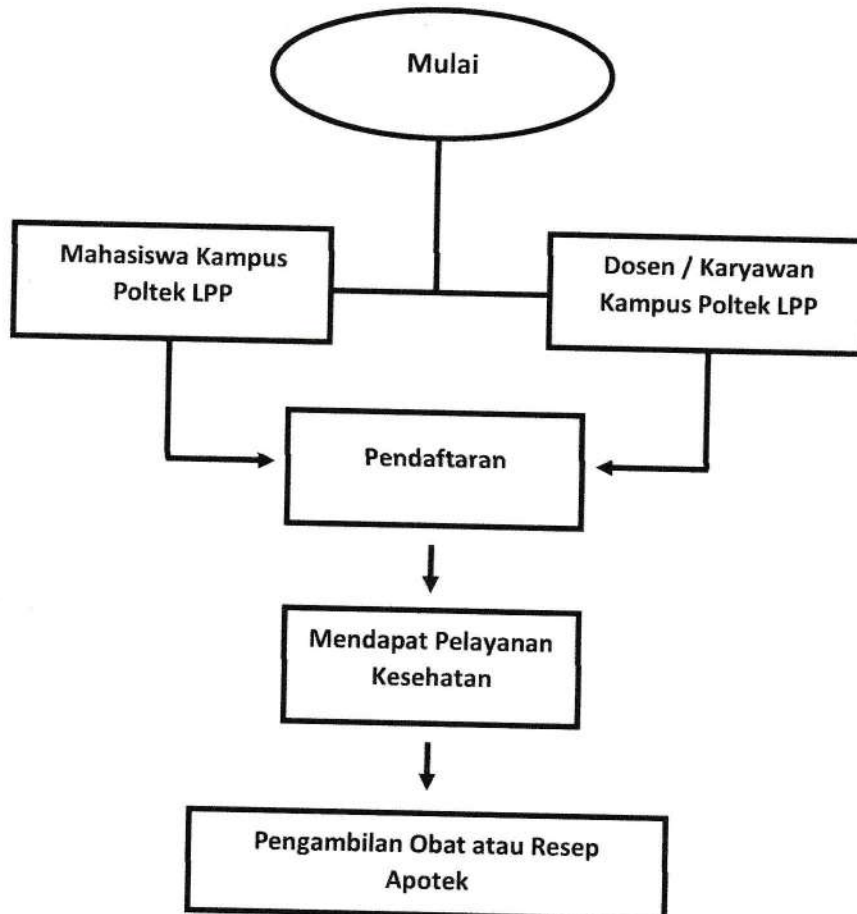 Mulai
Mahasiswa Kampus
Poltek LPP
Dosen / Karyawan
Kampus Poltek LPP
Pendaftaran
Mendapat Pelayanan
Kesehatan
Pengambilan Obat atau Resep
Apotek